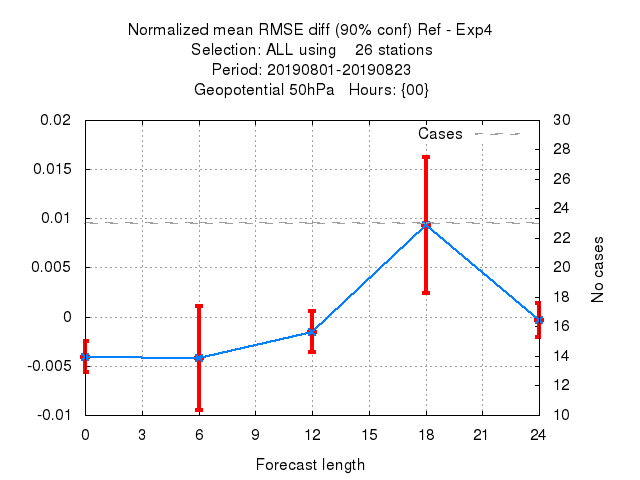 Normalized mean RMSE diff (90% conf) Ref - Exp4
Selection: ALL using    26 stations
Period: 20190801-20190823
Geopotential 50hPa   Hours: {00}
Cases
0.02
0.015
0.01
0.005
0
-0.005
-0.01
30
28
26
24
22
20
18
16
14
12
10
No cases
0 3 6 9 12 15 18 21 24
Forecast length